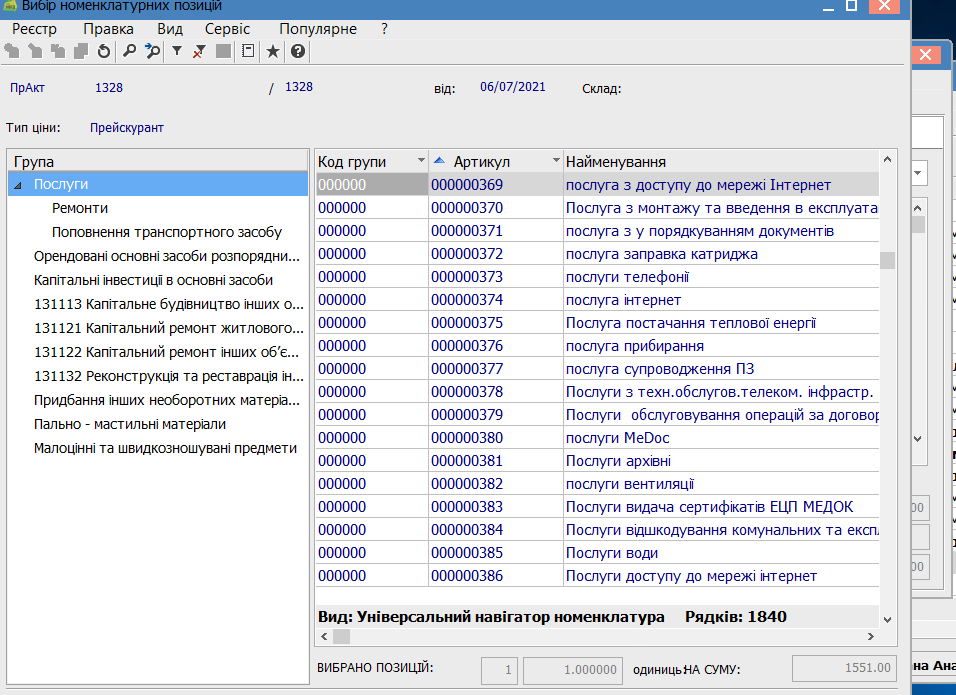 Вибір номенклатурних позицій
Реєстр Правка Вид Сервіс Популярне ?
ПрАкт 1328 / 1328 від: 06/07/2021 Склад:
Тип ціни: Прейскурант
Група
Послуги
Ремонти
Поповнення транспортного засобу
Орендовані основні засоби розпорядни...
Капітальні інвестиції в основні засоби
131113 Капітальне будівництво інших о...
131121 Капітальний ремонт житлового...
131122 Капітальний ремонт інших об’є...
131132 Реконструкція та реставрація ін...
Придбання інших необоротних матеріа...
Пально - мастильні матеріали
Малоцінні та швидкозношувані предмети
Код групи Артикул Найменування
000000 000000369 послуга з доступу до мережі Інтернет
000000 000000370 Послуга з монтажу та введення в експлуата
000000 000000371 послуга з у порядкуванням документів
000000 000000372 послуга заправка катриджа
000000 000000373 послуги телефонії
000000 000000374 послуга інтернет
000000 000000375 Послуга постачання теплової енергії
000000 000000376 послуга прибирання
000000 000000377 послуга супроводження ПЗ
000000 000000378 Послуги з техн.обслугов.телеком. інфрастр.
000000 000000379 Послуги обслуговування операцій за договор
000000 000000380 послуги MeDoc
000000 000000381 Послуги архівні
000000 000000382 послуги вентиляції
000000 000000383 Послуги видача сертифікатів ЕЦП МЕДОК
000000 000000384 Послуги відшкодування комунальних та експл
000000 000000385 Послуги води
000000 000000386 Послуги доступу до мережі інтернет
Вид: Універсальний навігатор номенклатура Рядків: 1840
ВИБРАНО ПОЗИЦІЙ: 1 1.000000 одиниць НА СУМУ: 1551.00
00
00
на Ана